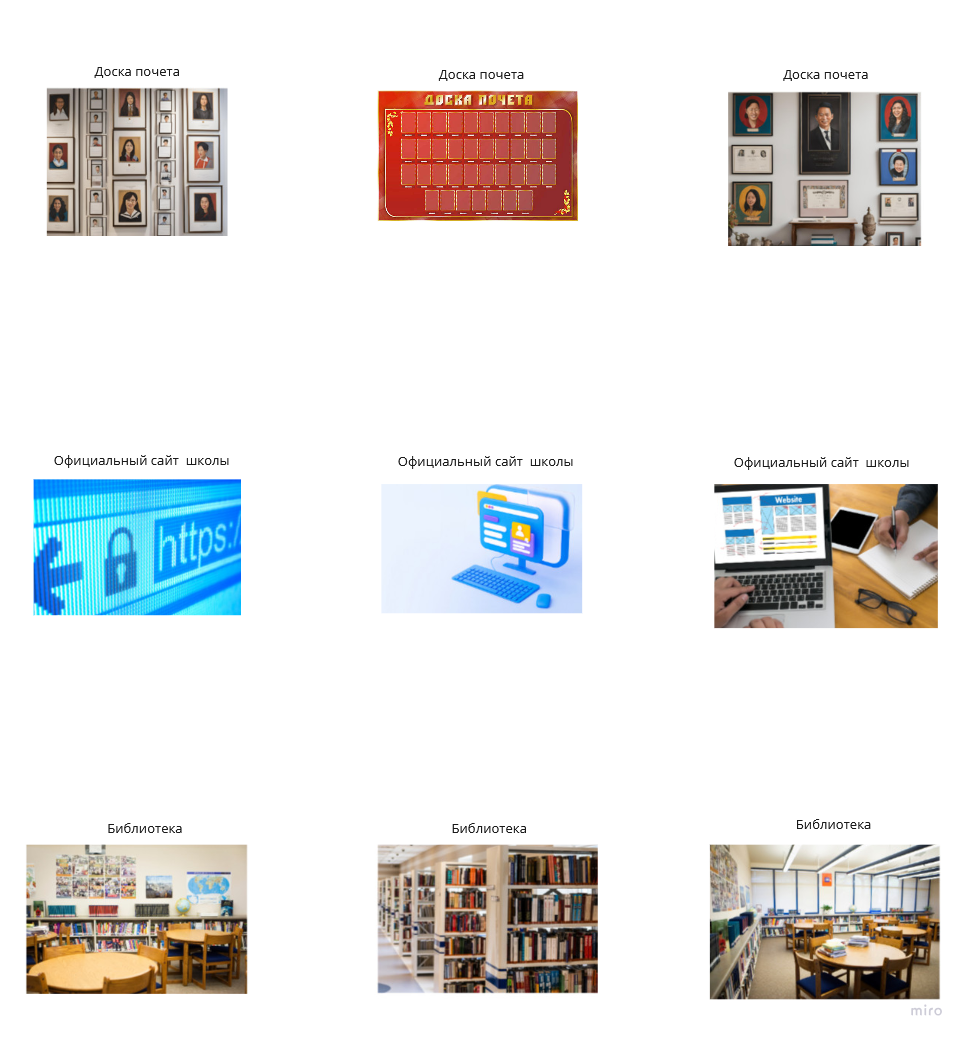 Доска почета
Доска почета
Доска почета
ДОСКА ПОЧЕТА
Официальный сайт школы
Официальный сайт школы
Официальный сайт школы
https:/
Website
Библиотека
Библиотека
Библиотека
miro